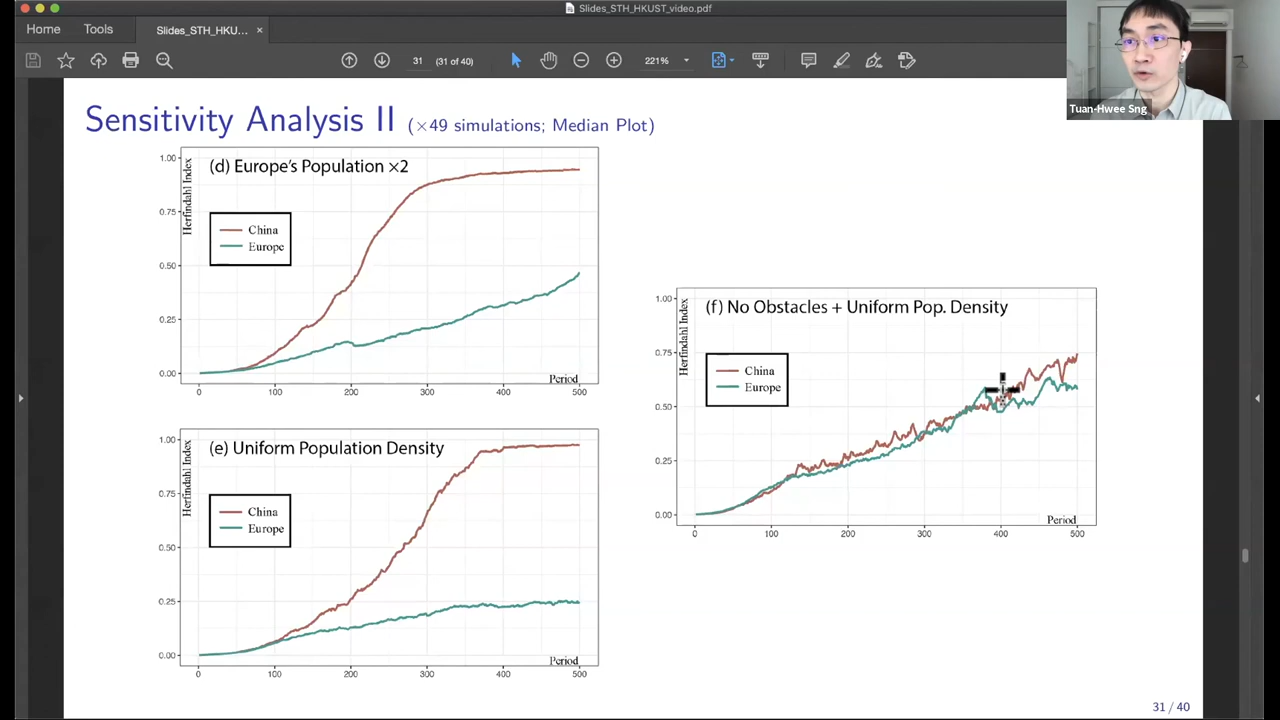 Slides_STH_HKUST_video.pdf
Home
Tools
Slides_STH_HKU...
×
31
(31 of 40)
221%
Tuan-Hwee Sng
Sensitivity Analysis II (×49 simulations; Median Plot)
(d) Europe's Population ×2
Herfindahl Index
1.00
0.75
0.50
0.25
0.00
China
Europe
Period
0 100 200 300 400 500
(e) Uniform Population Density
Herfindahl Index
1.00
0.75
0.50
0.25
0.00
China
Europe
Period
0 100 200 300 400 500
(f) No Obstacles + Uniform Pop. Density
Herfindahl Index
1.00
0.75
0.50
0.25
0.00
China
Europe
Period
0 100 200 300 400 500
31 / 40